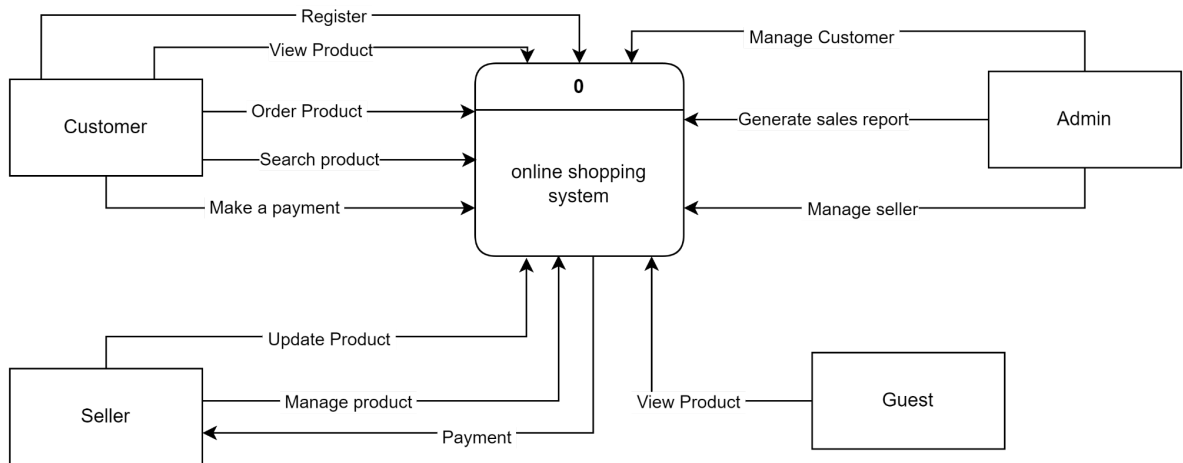 Register
View Product
Manage Customer
0
Order Product
Customer
Generate sales report
Admin
Search product
online shopping
system
Make a payment
Manage seller
Update Product
Manage product
View Product
Guest
Seller
Payment